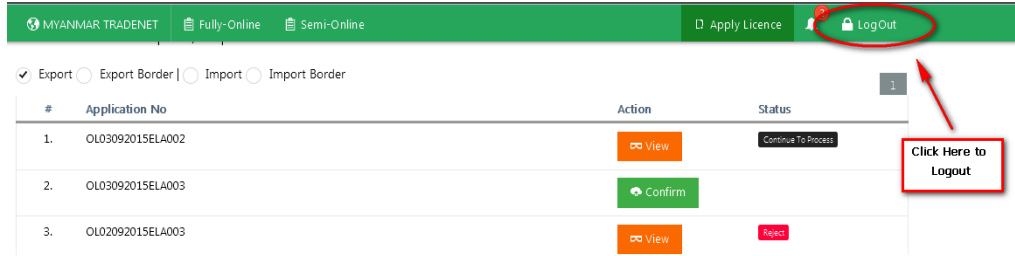 MYANMAR TRADENET Fully-Online Semi-Online Apply Licence LogOut
Export Export Border | Import Import Border
1
# Application No Action Status
1. OL03092015ELA002 View Continue To Process
Click Here to
Logout
2. OL03092015ELA003 Confirm
3. OL02092015ELA003 View Reject